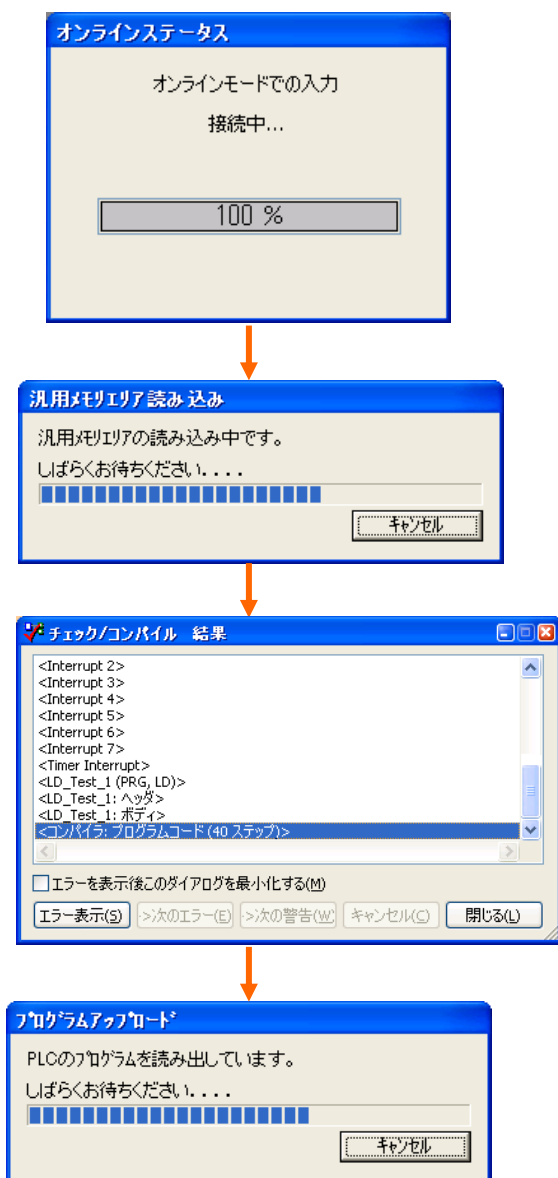 オンラインステータス
オンラインモードでの入力
接続中...
100 %
汎用ﾒﾓﾘｴﾘｱ読み込み
汎用ﾒﾓﾘｴﾘｱの読み込み中です。
しばらくお待ちください....
ｷｬﾝｾﾙ
チェック/コンパイル 結果
<Interrupt 2>
<Interrupt 3>
<Interrupt 4>
<Interrupt 5>
<Interrupt 6>
<Interrupt 7>
<Timer Interrupt>
<LD_Test_1 (PRG, LD)>
<LD_Test_1: ヘッダ>
<LD_Test_1: ボディ>
<コンパイラ: プログラムコード (40 ステップ)>
エラーを表示後このダイアログを最小化する(M)
エラー表示(S) ->次のエラー(E) ->次の警告(W) キャンセル(C) 閉じる(L)
ﾌﾟﾛｸﾞﾗﾑｱｯﾌﾟﾛｰﾄﾞ
PLCのﾌﾟﾛｸﾞﾗﾑを読み出しています。
しばらくお待ちください....
ｷｬﾝｾﾙ